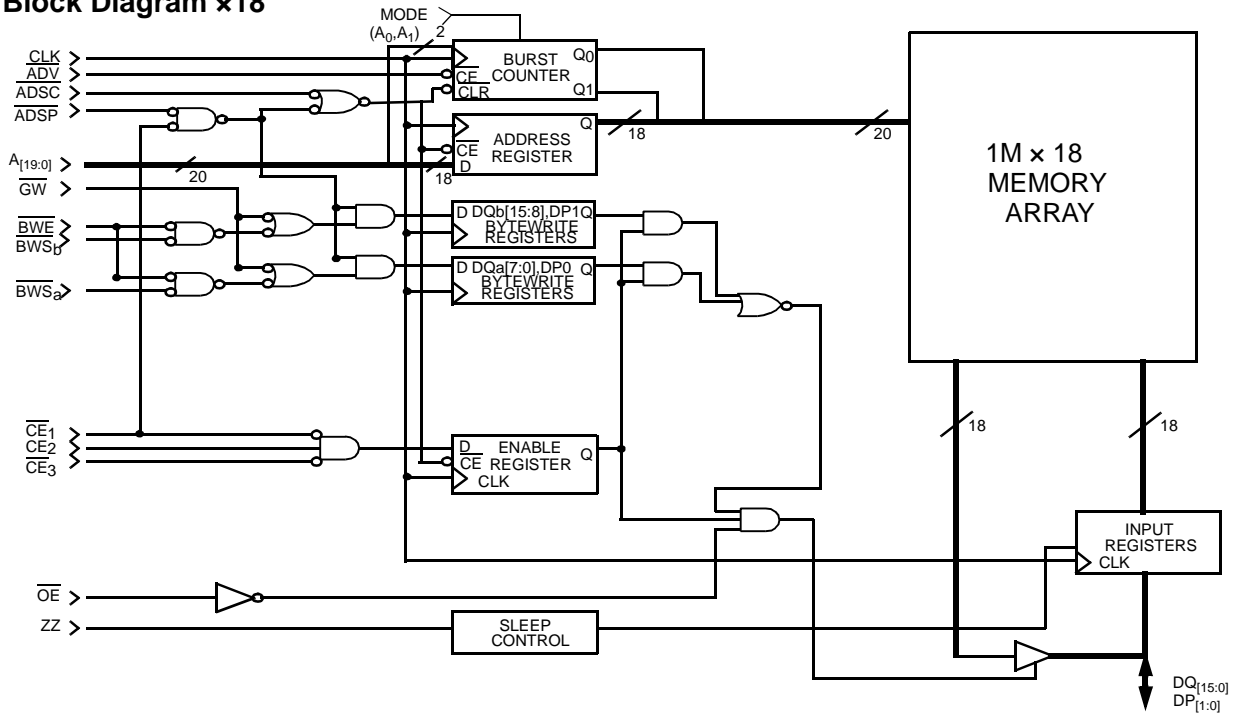 Block Diagram ×18
MODE
(A0,A1) 2
CLK
ADV
ADSC
ADSP
A[19:0]
20
GW
BWE
BWSb
BWSa
CE1
CE2
CE3
OE
ZZ
BURST
COUNTER
CE
CLR
Q0
Q1
ADDRESS
REGISTER
CE
D
Q
18
18
20
D DQb[15:8],DP1 Q
BYTEWRITE
REGISTERS
D DQa[7:0],DP0 Q
BYTEWRITE
REGISTERS
D ENABLE
CE REGISTER Q
CLK
SLEEP
CONTROL
1M × 18
MEMORY
ARRAY
18
18
INPUT
REGISTERS
CLK
DQ[15:0]
DP[1:0]